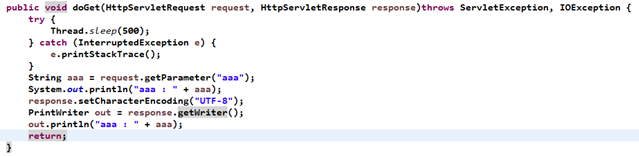 public void doGet(HttpServletRequest request, HttpServletResponse response)throws ServletException, IOException {
try {
Thread.sleep(500);
} catch (InterruptedException e) {
e.printStackTrace();
}
String aaa = request.getParameter("aaa");
System.out.println("aaa : " + aaa);
response.setCharacterEncoding("UTF-8");
PrintWriter out = response.getWriter();
out.println("aaa : " + aaa);
return;
}